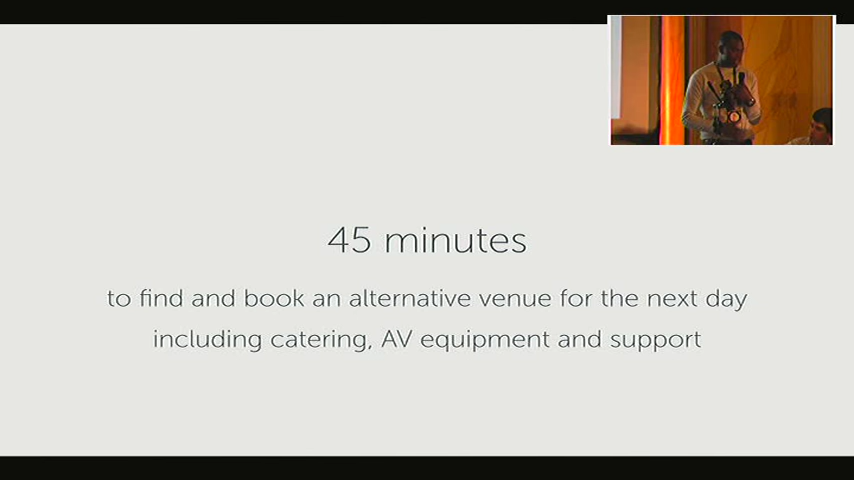 45 minutes
to find and book an alternative venue for the next day
including catering, AV equipment and support